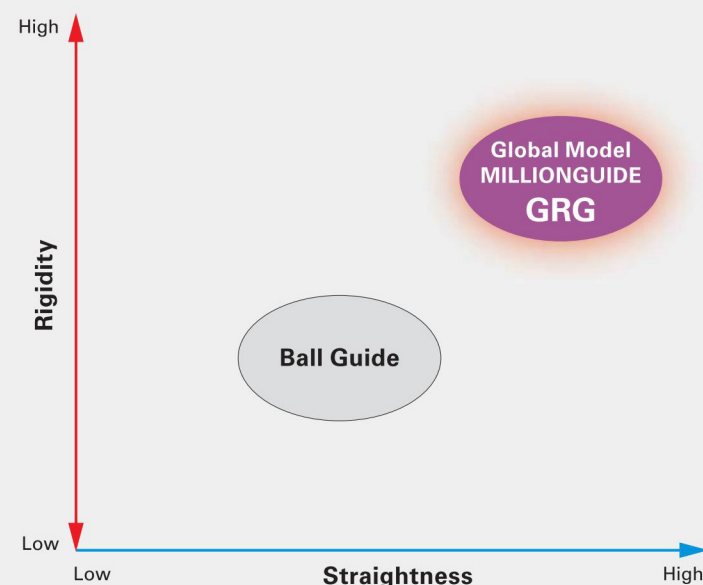 High
Global Model
MILLIONGUIDE
GRG
Rigidity
Ball Guide
Low
Low
Straightness
High